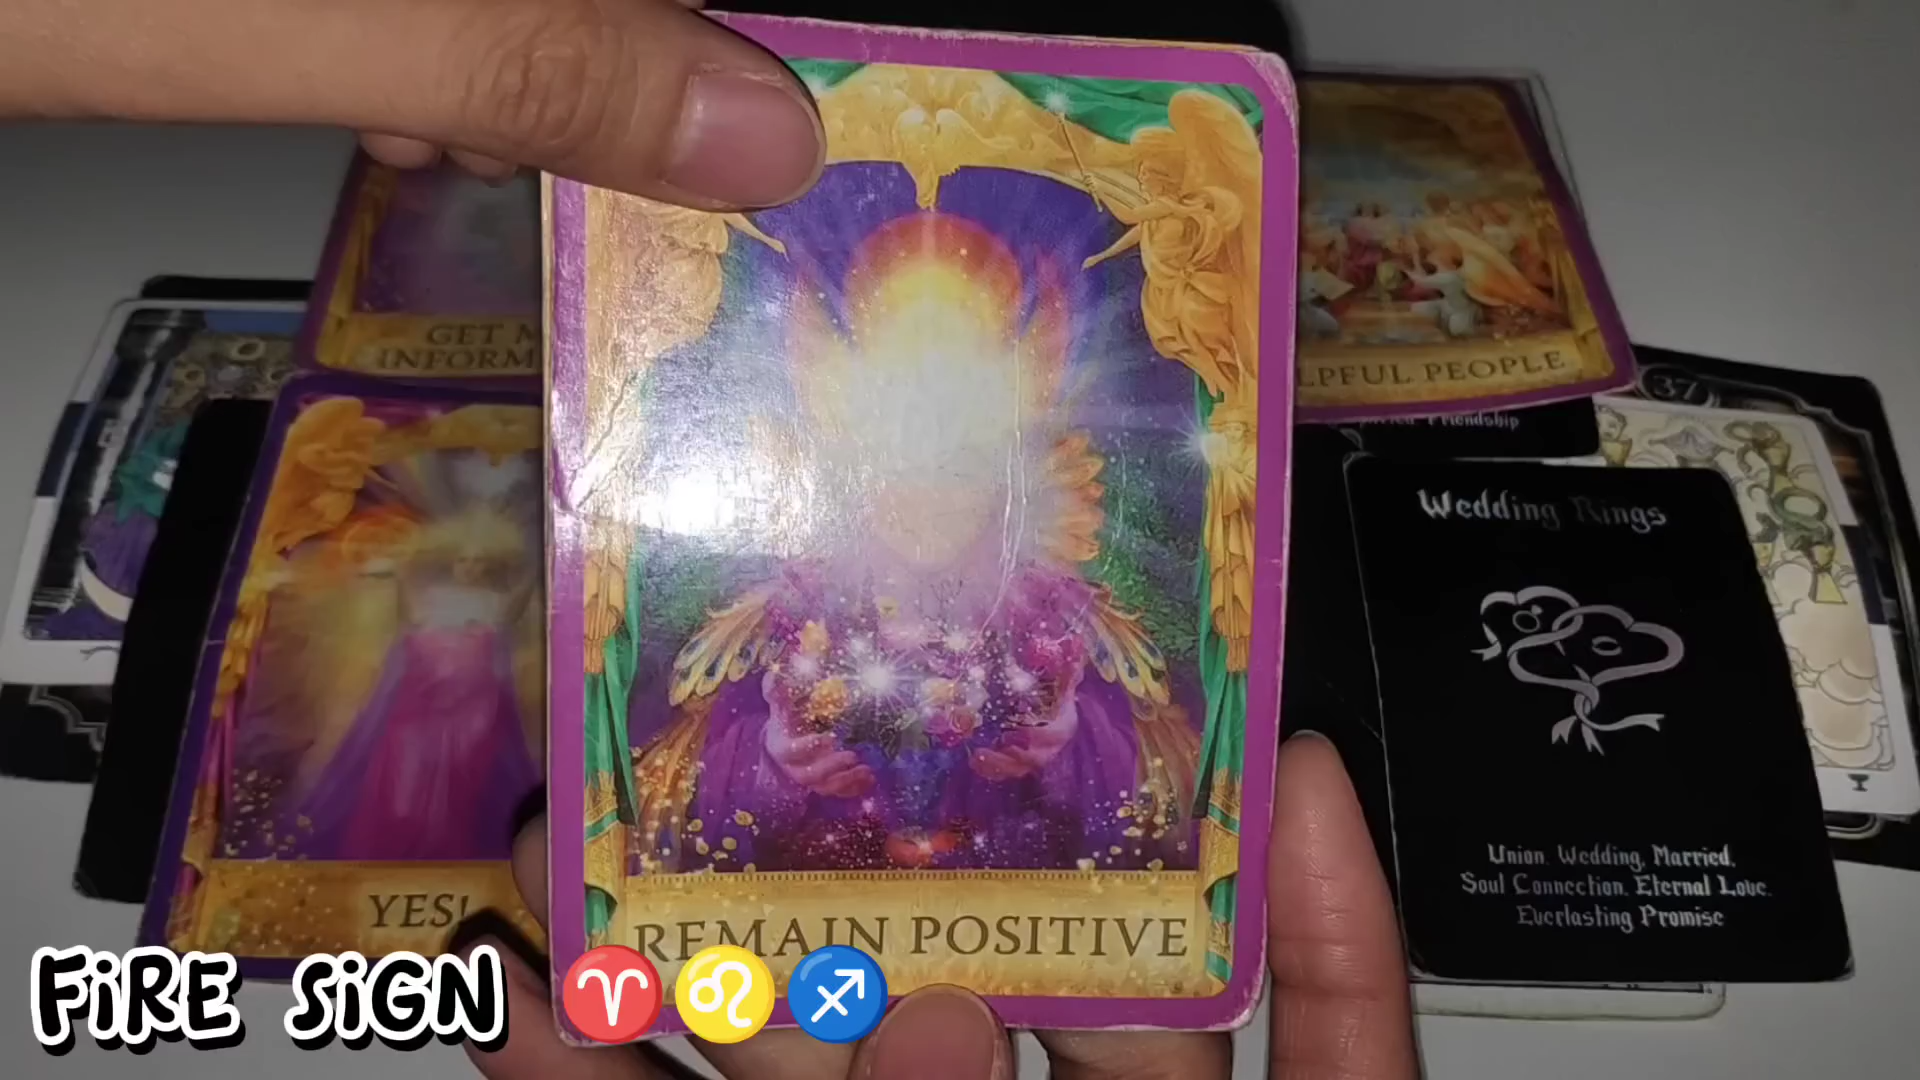 GET M
INFORM
LPFUL PEOPLE
37
Friendship
Wedding Rings
Union, Wedding, Married,
Soul Connection, Eternal Love,
Everlasting Promise
YES!
REMAIN POSITIVE
FiRE SiGN ♈♌♐